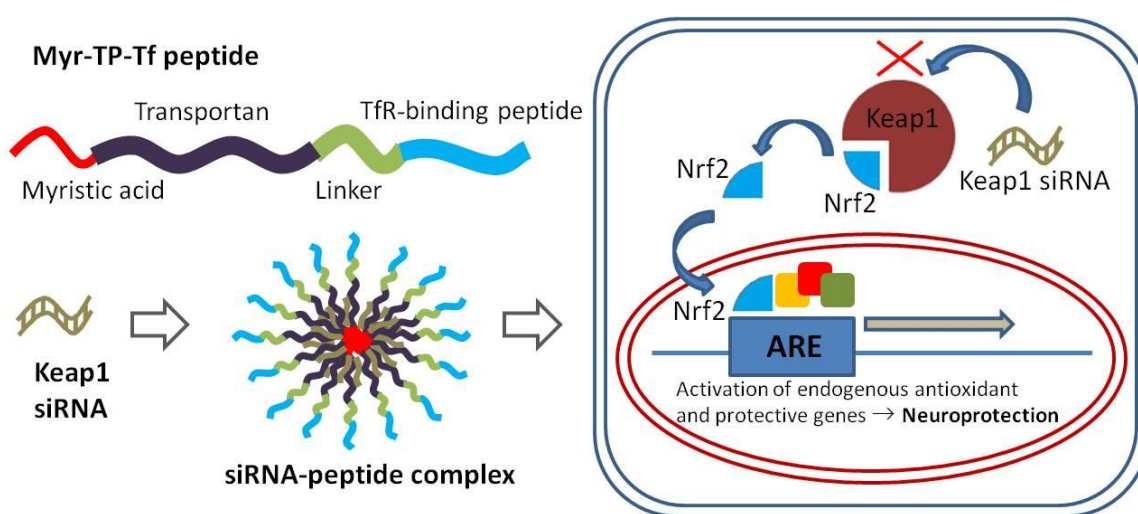 Myr-TP-Tf peptide
Transportan
TfR-binding peptide
Myristic acid
Linker
Keap1
siRNA
siRNA-peptide complex
Keap1
Keap1 siRNA
Nrf2
Nrf2
Nrf2
ARE
Activation of endogenous antioxidant
and protective genes → Neuroprotection